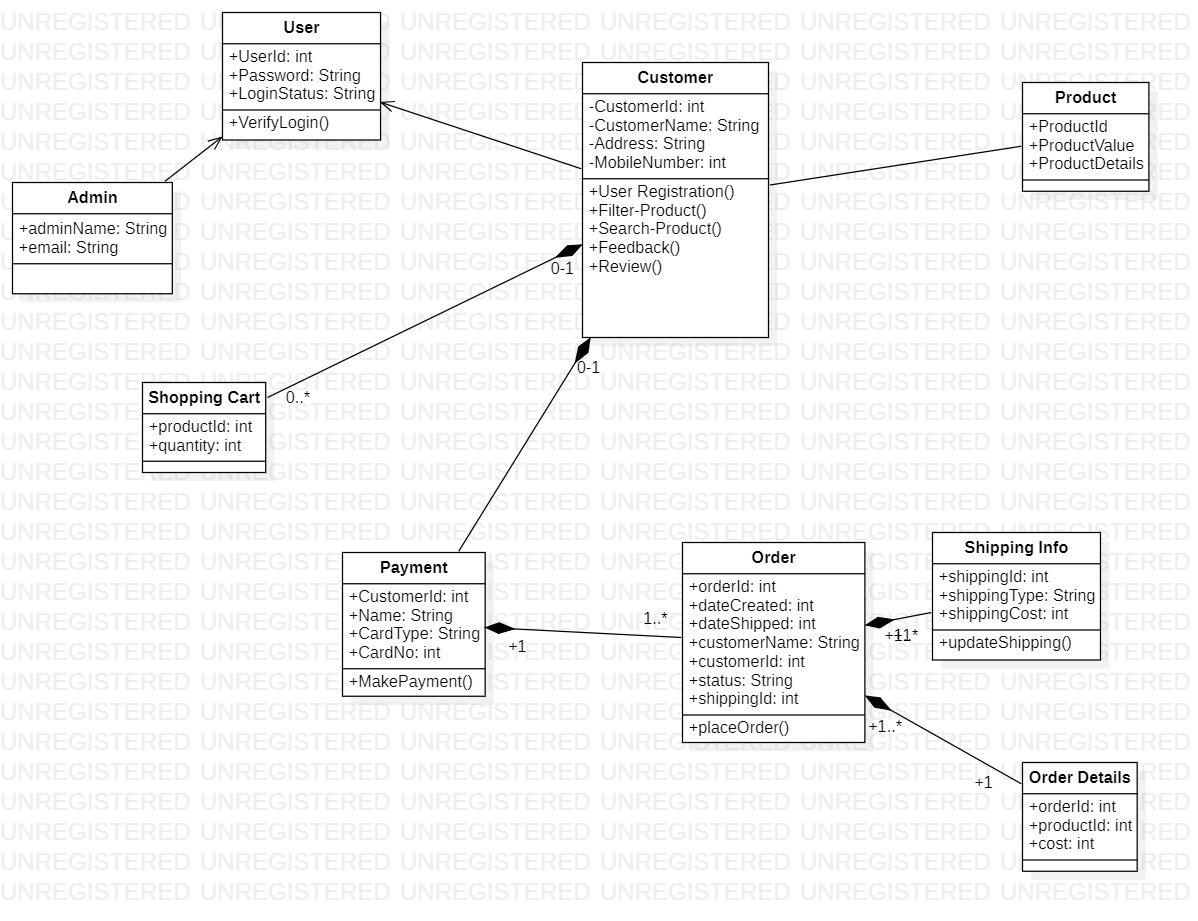 User
+UserId: int
+Password: String
+LoginStatus: String
+VerifyLogin()
Customer
-CustomerId: int
-CustomerName: String
-Address: String
-MobileNumber: int
+User Registration()
+Filter-Product()
+Search-Product()
+Feedback()
+Review()
Product
+ProductId
+ProductValue
+ProductDetails
Admin
+adminName: String
+email: String
0-1
0-1
Shopping Cart
+productId: int
+quantity: int
0..*
Payment
+CustomerId: int
+Name: String
+CardType: String
+CardNo: int
+MakePayment()
+1
1..*
Order
+orderId: int
+dateCreated: int
+dateShipped: int
+customerName: String
+customerId: int
+status: String
+shippingId: int
+placeOrder()
Shipping Info
+shippingId: int
+shippingType: String
+shippingCost: int
+updateShipping()
+1..*
+1
Order Details
+orderId: int
+productId: int
+cost: int
UNREGISTERED